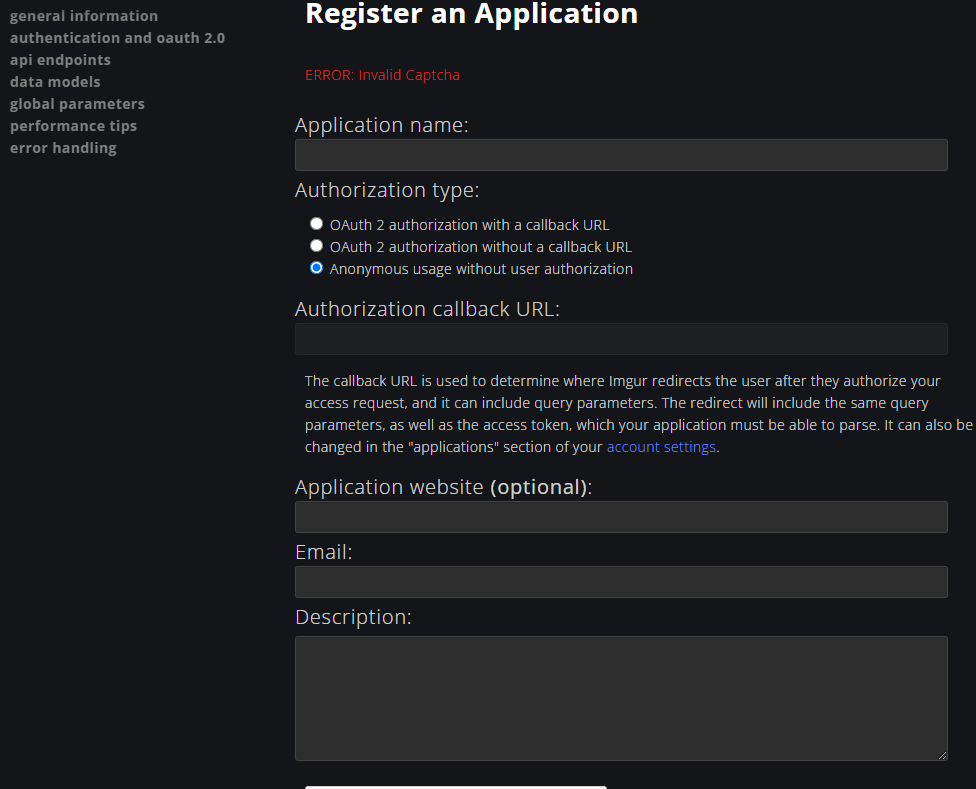 general information
authentication and oauth 2.0
api endpoints
data models
global parameters
performance tips
error handling
Register an Application
ERROR: Invalid Captcha
Application name:
Authorization type:
OAuth 2 authorization with a callback URL
OAuth 2 authorization without a callback URL
Anonymous usage without user authorization
Authorization callback URL:
The callback URL is used to determine where Imgur redirects the user after they authorize your
access request, and it can include query parameters. The redirect will include the same query
parameters, as well as the access token, which your application must be able to parse. It can also be
changed in the "applications" section of your account settings.
Application website (optional):
Email:
Description: